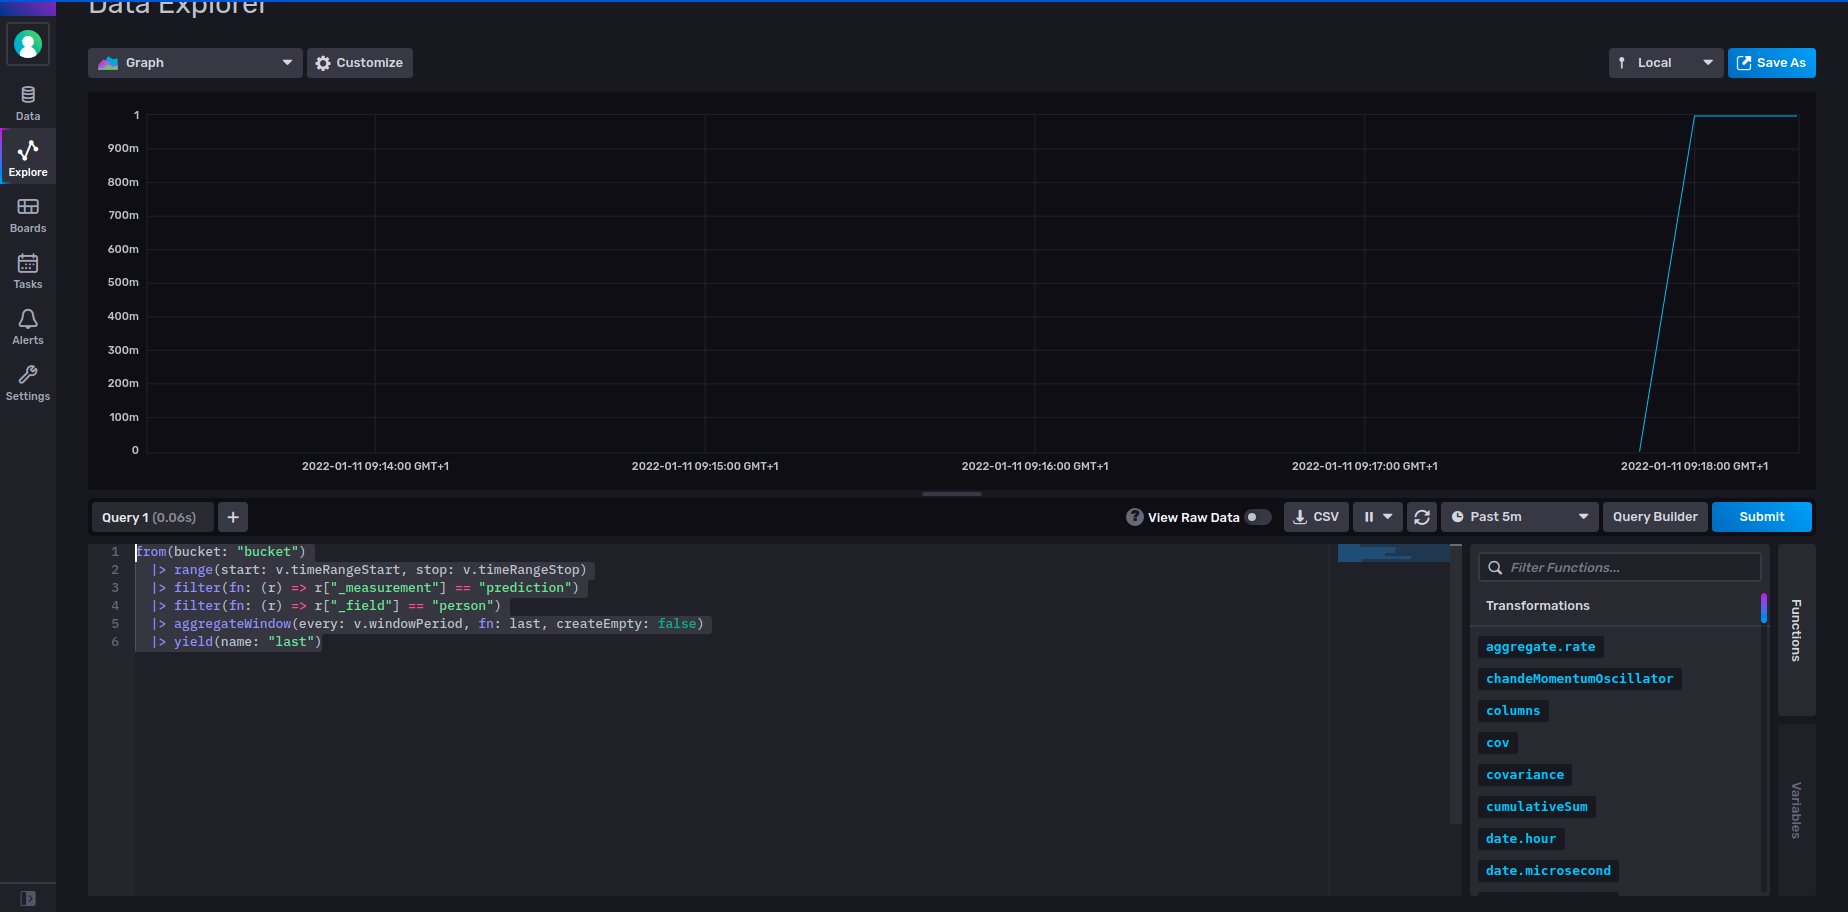 Data Explorer
Graph
Customize
Local
Save As
Data
Explore
Boards
Tasks
Alerts
Settings
1
900m
800m
700m
600m
500m
400m
300m
200m
100m
0
2022-01-11 09:14:00 GMT+1
2022-01-11 09:15:00 GMT+1
2022-01-11 09:16:00 GMT+1
2022-01-11 09:17:00 GMT+1
2022-01-11 09:18:00 GMT+1
Query 1 (0.06s)
+
? View Raw Data
CSV
Past 5m
Query Builder
Submit
1 from(bucket: "bucket")
2   |> range(start: v.timeRangeStart, stop: v.timeRangeStop)
3   |> filter(fn: (r) => r["_measurement"] == "prediction")
4   |> filter(fn: (r) => r["_field"] == "person")
5   |> aggregateWindow(every: v.windowPeriod, fn: last, createEmpty: false)
6   |> yield(name: "last")
Filter Functions...
Transformations
aggregate.rate
chandeMomentumOscillator
columns
cov
covariance
cumulativeSum
date.hour
date.microsecond
Functions
Variables